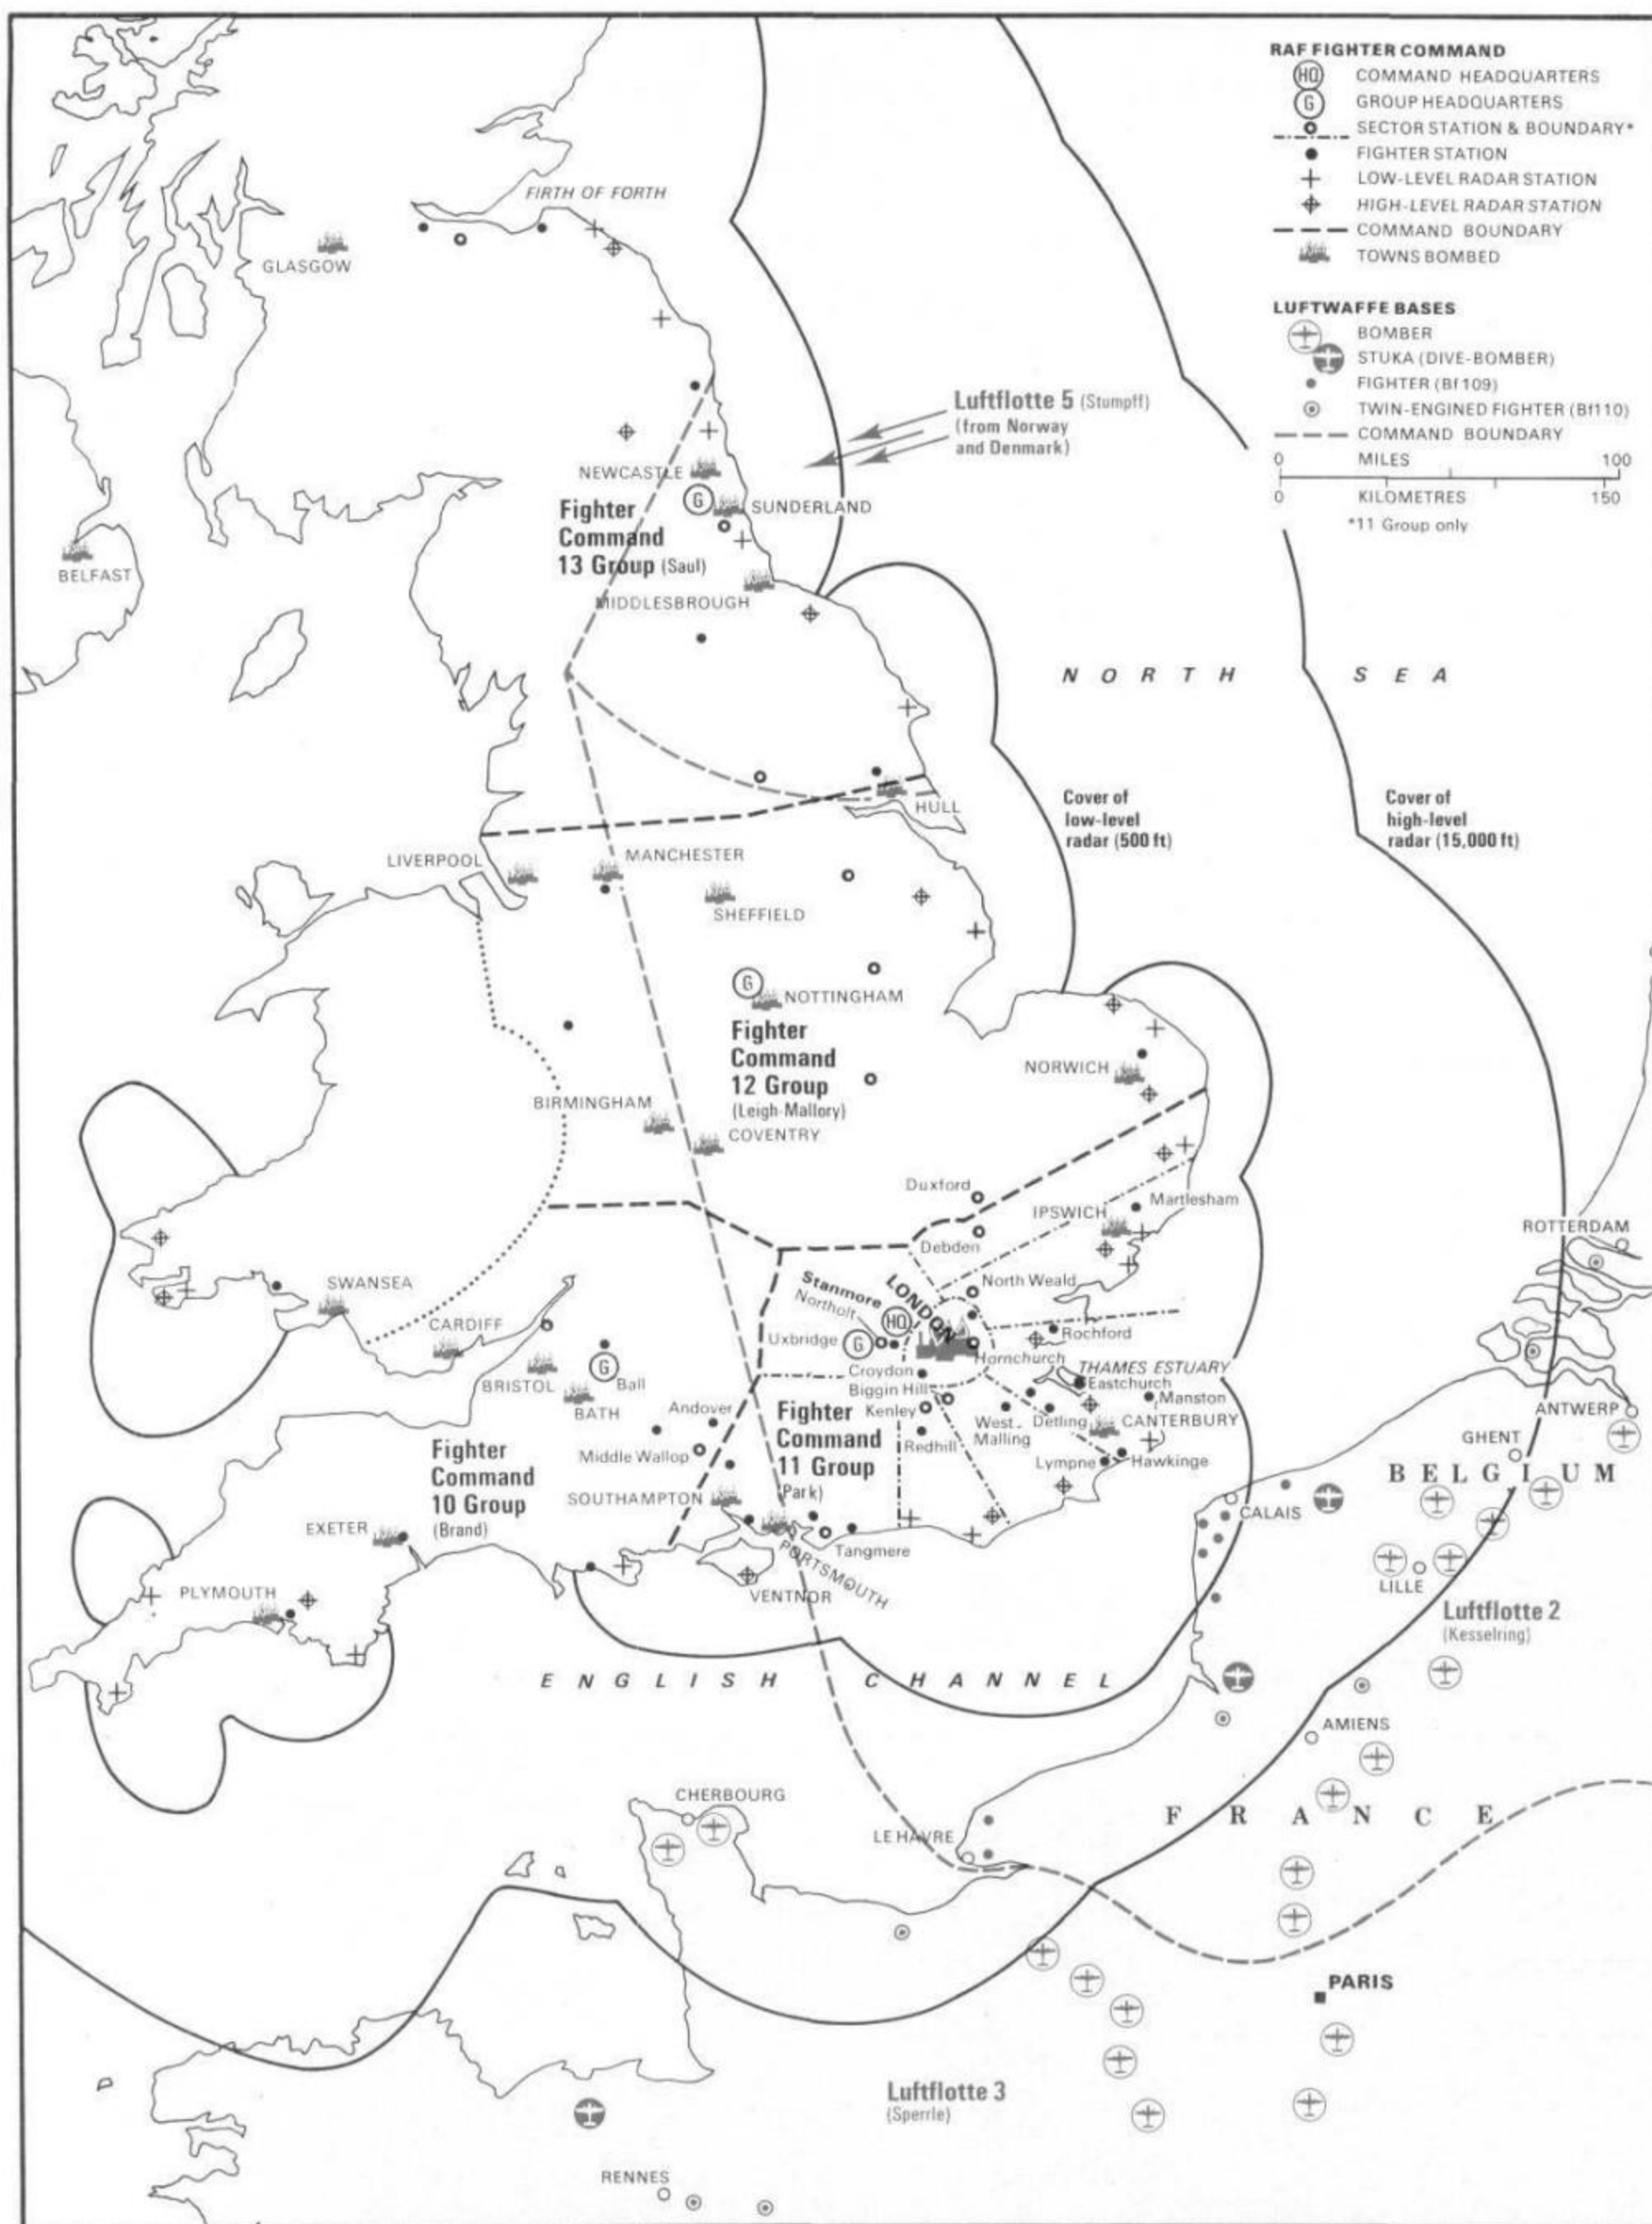 RAF FIGHTER COMMAND
HQ COMMAND HEADQUARTERS
G GROUP HEADQUARTERS
SECTOR STATION & BOUNDARY*
FIGHTER STATION
LOW-LEVEL RADAR STATION
HIGH-LEVEL RADAR STATION
COMMAND BOUNDARY
TOWNS BOMBED
LUFTWAFFE BASES
BOMBER
STUKA (DIVE-BOMBER)
FIGHTER (Bf109)
TWIN-ENGINED FIGHTER (Bf110)
COMMAND BOUNDARY
0 MILES 100
0 KILOMETRES 150
*11 Group only
FIRTH OF FORTH
GLASGOW
Luftflotte 5 (Stumpff)
(from Norway
and Denmark)
NEWCASTLE
G
SUNDERLAND
Fighter
Command
13 Group (Saul)
BELFAST
MIDDLESBROUGH
NORTH SEA
Cover of
low-level
radar (500 ft)
Cover of
high-level
radar (15,000 ft)
HULL
LIVERPOOL
MANCHESTER
SHEFFIELD
G
NOTTINGHAM
Fighter
Command
12 Group
(Leigh-Mallory)
NORWICH
BIRMINGHAM
COVENTRY
Duxford
IPSWICH
Martlesham
Debden
ROTTERDAM
SWANSEA
CARDIFF
Stanmore
Northolt
LONDON
HQ
North Weald
Uxbridge
G
Rochford
Hornchurch
THAMES ESTUARY
BRISTOL
G
Ball
BATH
Croydon
Biggin Hill
Eastchurch
Manston
Andover
Kenley
West
Malling
Detling
CANTERBURY
ANTWERP
Fighter
Command
11 Group
(Park)
Redhill
Middle Wallop
Lympne
Hawkinge
GHENT
BELGIUM
Fighter
Command
10 Group
(Brand)
SOUTHAMPTON
EXETER
PORTSMOUTH
Tangmere
CALAIS
PLYMOUTH
VENTNOR
LILLE
Luftflotte 2
(Kesselring)
ENGLISH CHANNEL
AMIENS
CHERBOURG
LE HAVRE
FRANCE
PARIS
Luftflotte 3
(Sperrle)
RENNES